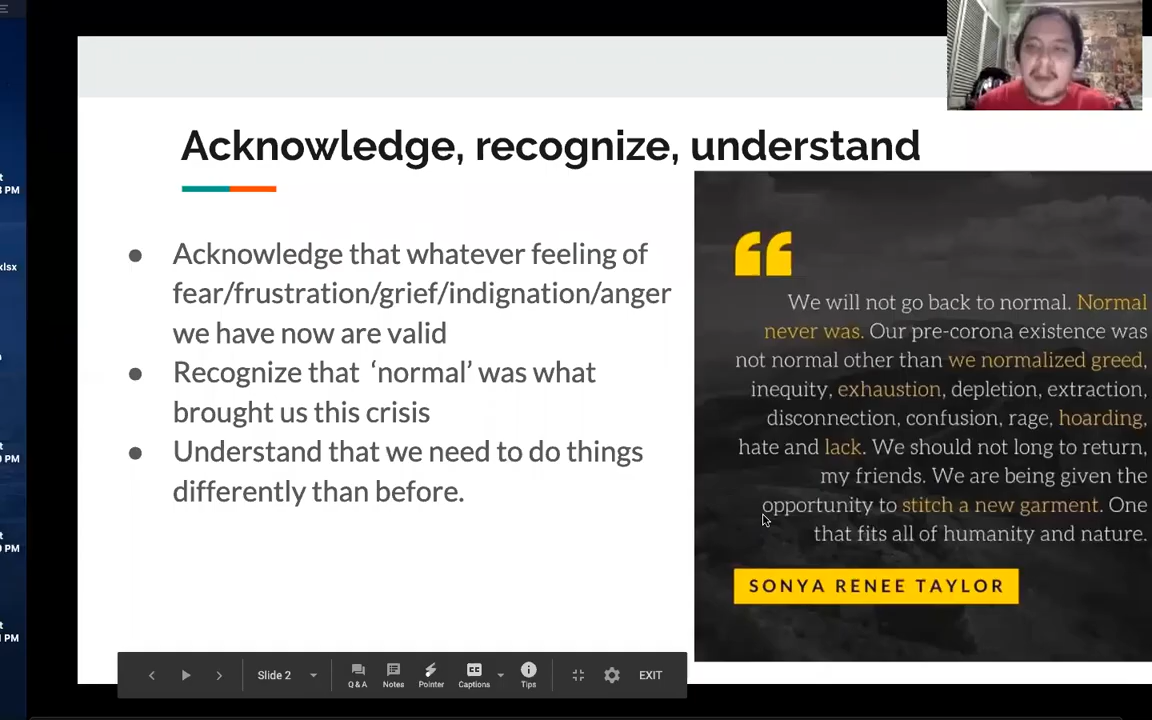 Acknowledge, recognize, understand
● Acknowledge that whatever feeling of
fear/frustration/grief/indignation/anger
we have now are valid
● Recognize that ‘normal’ was what
brought us this crisis
● Understand that we need to do things
differently than before.
“
We will not go back to normal. Normal
never was. Our pre-corona existence was
not normal other than we normalized greed,
inequity, exhaustion, depletion, extraction,
disconnection, confusion, rage, hoarding,
hate and lack. We should not long to return,
my friends. We are being given the
opportunity to stitch a new garment. One
that fits all of humanity and nature.
SONYA RENEE TAYLOR
Slide 2
Q&A Notes Pointer Captions Tips
EXIT
xlsx
PM
PM
PM
PM